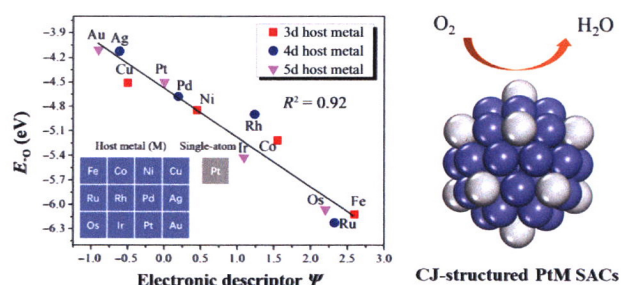 O₂ H₂O
-3.9
-4.2
-4.5
-4.8
-5.1
-5.4
-5.7
-6.0
-6.3
E-O (eV)
Au Ag
Cu Pt
Pd
Ni
Rh
Ir
Co
Os
Fe
Ru
3d host metal
4d host metal
5d host metal
R² = 0.92
Host metal (M) Single-atom
Fe Co Ni Cu Pt
Ru Rh Pd Ag
Os Ir Pt Au
-1.0 -0.5 0.0 0.5 1.0 1.5 2.0 2.5 3.0
Electronic descriptor Ψ
CJ-structured PtM SACs